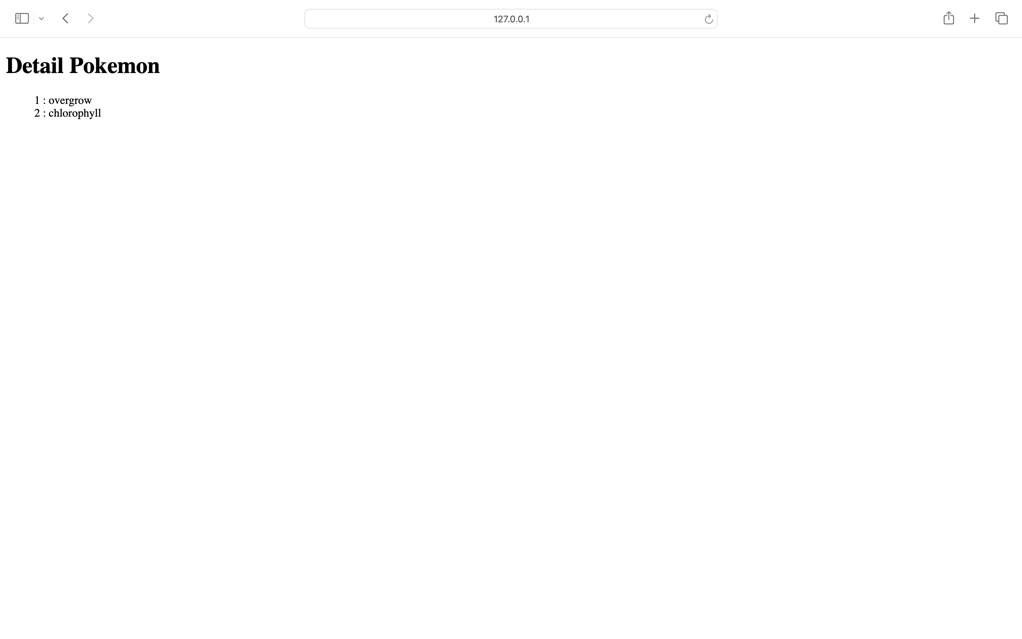 127.0.0.1
Detail Pokemon
1 : overgrow
2 : chlorophyll